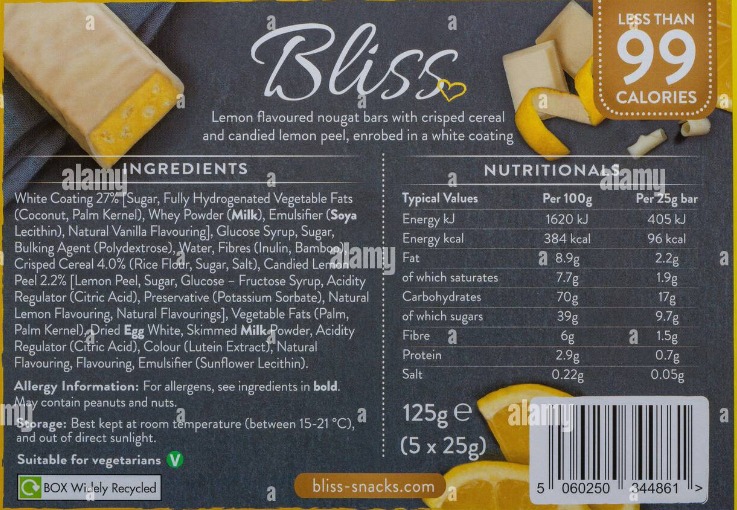 LESS THAN
99
CALORIES
Bliss
Lemon flavoured nougat bars with crisped cereal
and candied lemon peel, enrobed in a white coating
INGREDIENTS
White Coating 27% [Sugar, Fully Hydrogenated Vegetable Fats
(Coconut, Palm Kernel), Whey Powder (Milk), Emulsifier (Soya
Lecithin), Natural Vanilla Flavouring], Glucose Syrup, Sugar,
Bulking Agent (Polydextrose), Water, Fibres (Inulin, Bamboo),
Crisped Cereal 4.0% (Rice Flour, Sugar, Salt), Candied Lemon
Peel 2.2% [Lemon Peel, Sugar, Glucose – Fructose Syrup, Acidity
Regulator (Citric Acid), Preservative (Potassium Sorbate), Natural
Lemon Flavouring, Natural Flavourings], Vegetable Fats (Palm,
Palm Kernel), Dried Egg White, Skimmed Milk Powder, Acidity
Regulator (Citric Acid), Colour (Lutein Extract), Natural
Flavouring, Flavouring, Emulsifier (Sunflower Lecithin).
Allergy Information: For allergens, see ingredients in bold.
May contain peanuts and nuts.
Storage: Best kept at room temperature (between 15-21 °C),
and out of direct sunlight.
Suitable for vegetarians V
BOX Widely Recycled
NUTRITIONALS
Typical Values Per 100g Per 25g bar
Energy kJ 1620 kJ 405 kJ
Energy kcal 384 kcal 96 kcal
Fat 8.9g 2.2g
of which saturates 7.7g 1.9g
Carbohydrates 70g 17g
of which sugars 39g 9.7g
Fibre 6g 1.5g
Protein 2.9g 0.7g
Salt 0.22g 0.05g
125g e
(5 x 25g)
bliss-snacks.com
5 060250 344861 >
alamy
alamy
alamy
alamy